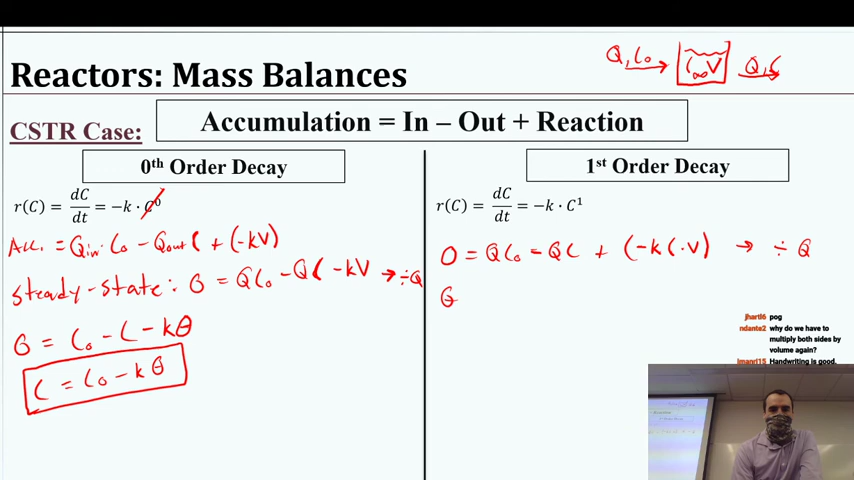 Q, C₀
C∞V
Q, C
Reactors: Mass Balances
CSTR Case:
Accumulation = In – Out + Reaction
0th Order Decay
r(C) = dC/dt = −k · C⁰
Acc. = Qin · C₀ − Qout C + (−kV)
Steady-state: 0 = QC₀ − QC − kV → ÷Q
0 = C₀ − C − kθ
C = C₀ − kθ
1st Order Decay
r(C) = dC/dt = −k · C¹
0 = QC₀ − QC + (−kC·V) → ÷ Q
0
jhartl6 pog
ndante2 why do we have to
multiply both sides by
volume again?
imanrl15 Handwriting is good.